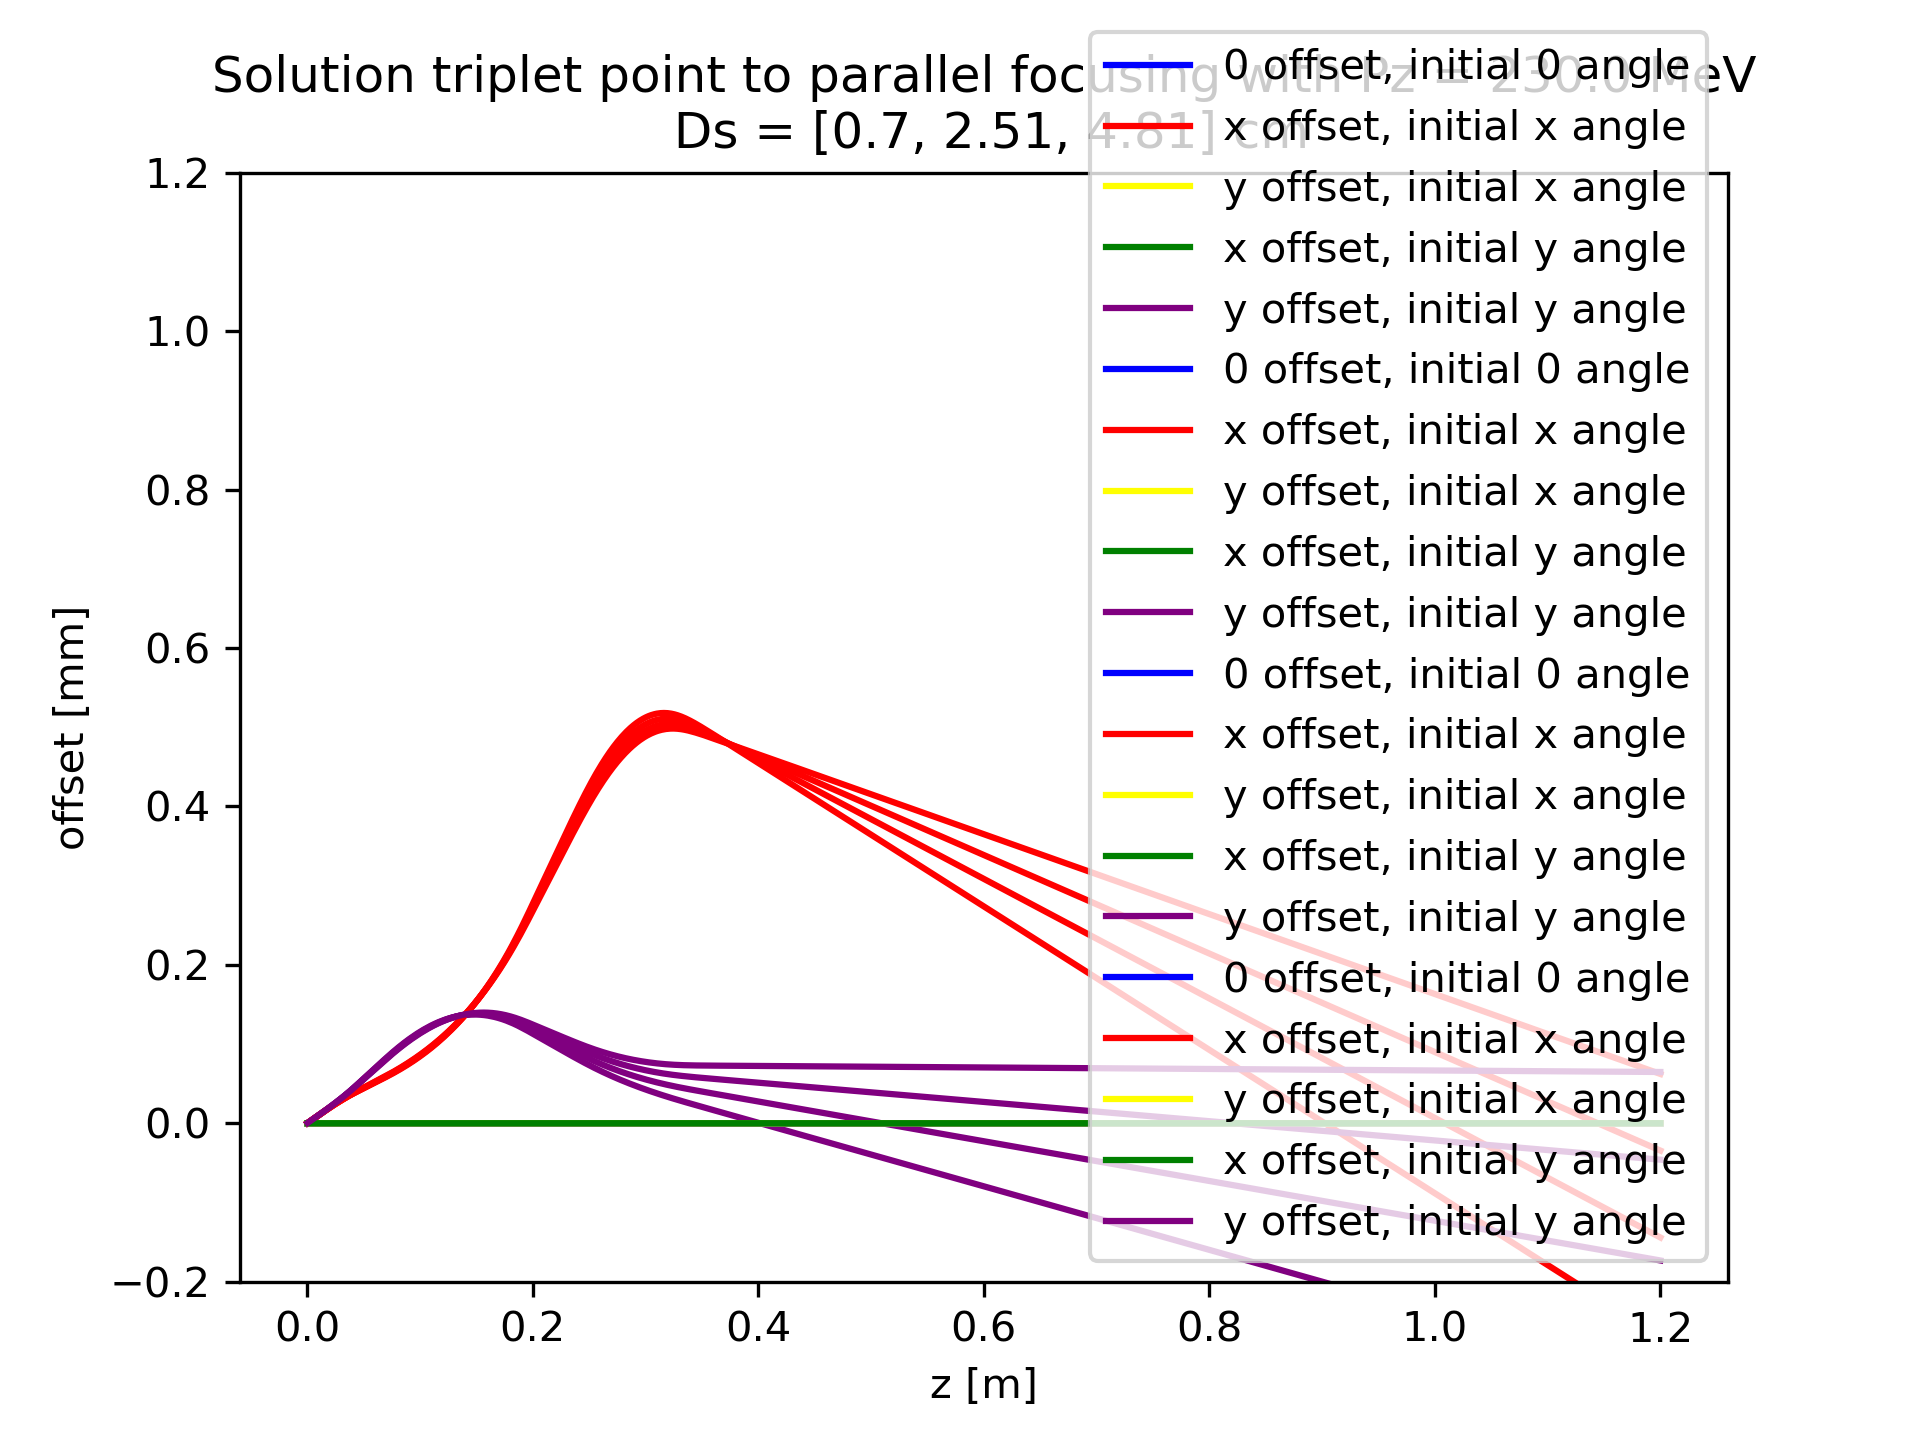 Solution triplet point to parallel focusing with Pz = 230.0 MeV
Ds = [0.7, 2.51, 4.81] cm
0 offset, initial 0 angle
x offset, initial x angle
y offset, initial x angle
x offset, initial y angle
y offset, initial y angle
0 offset, initial 0 angle
x offset, initial x angle
y offset, initial x angle
x offset, initial y angle
y offset, initial y angle
0 offset, initial 0 angle
x offset, initial x angle
y offset, initial x angle
x offset, initial y angle
y offset, initial y angle
0 offset, initial 0 angle
x offset, initial x angle
y offset, initial x angle
x offset, initial y angle
y offset, initial y angle
1.2
1.0
0.8
0.6
0.4
0.2
0.0
−0.2
offset [mm]
0.0 0.2 0.4 0.6 0.8 1.0 1.2
z [m]